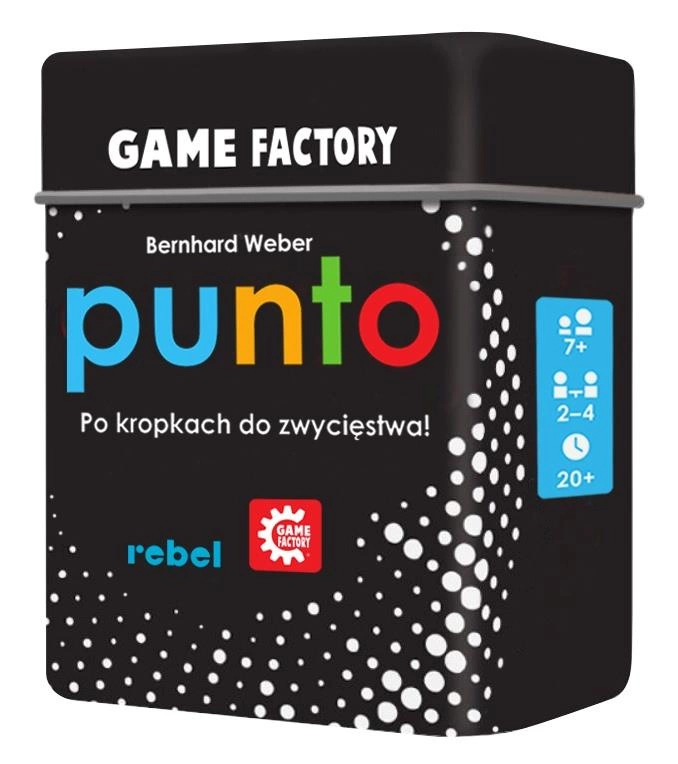 GAME FACTORY
Bernhard Weber
punto
Po kropkach do zwycięstwa!
rebel
GAME
FACTORY
7+
2–4
20+